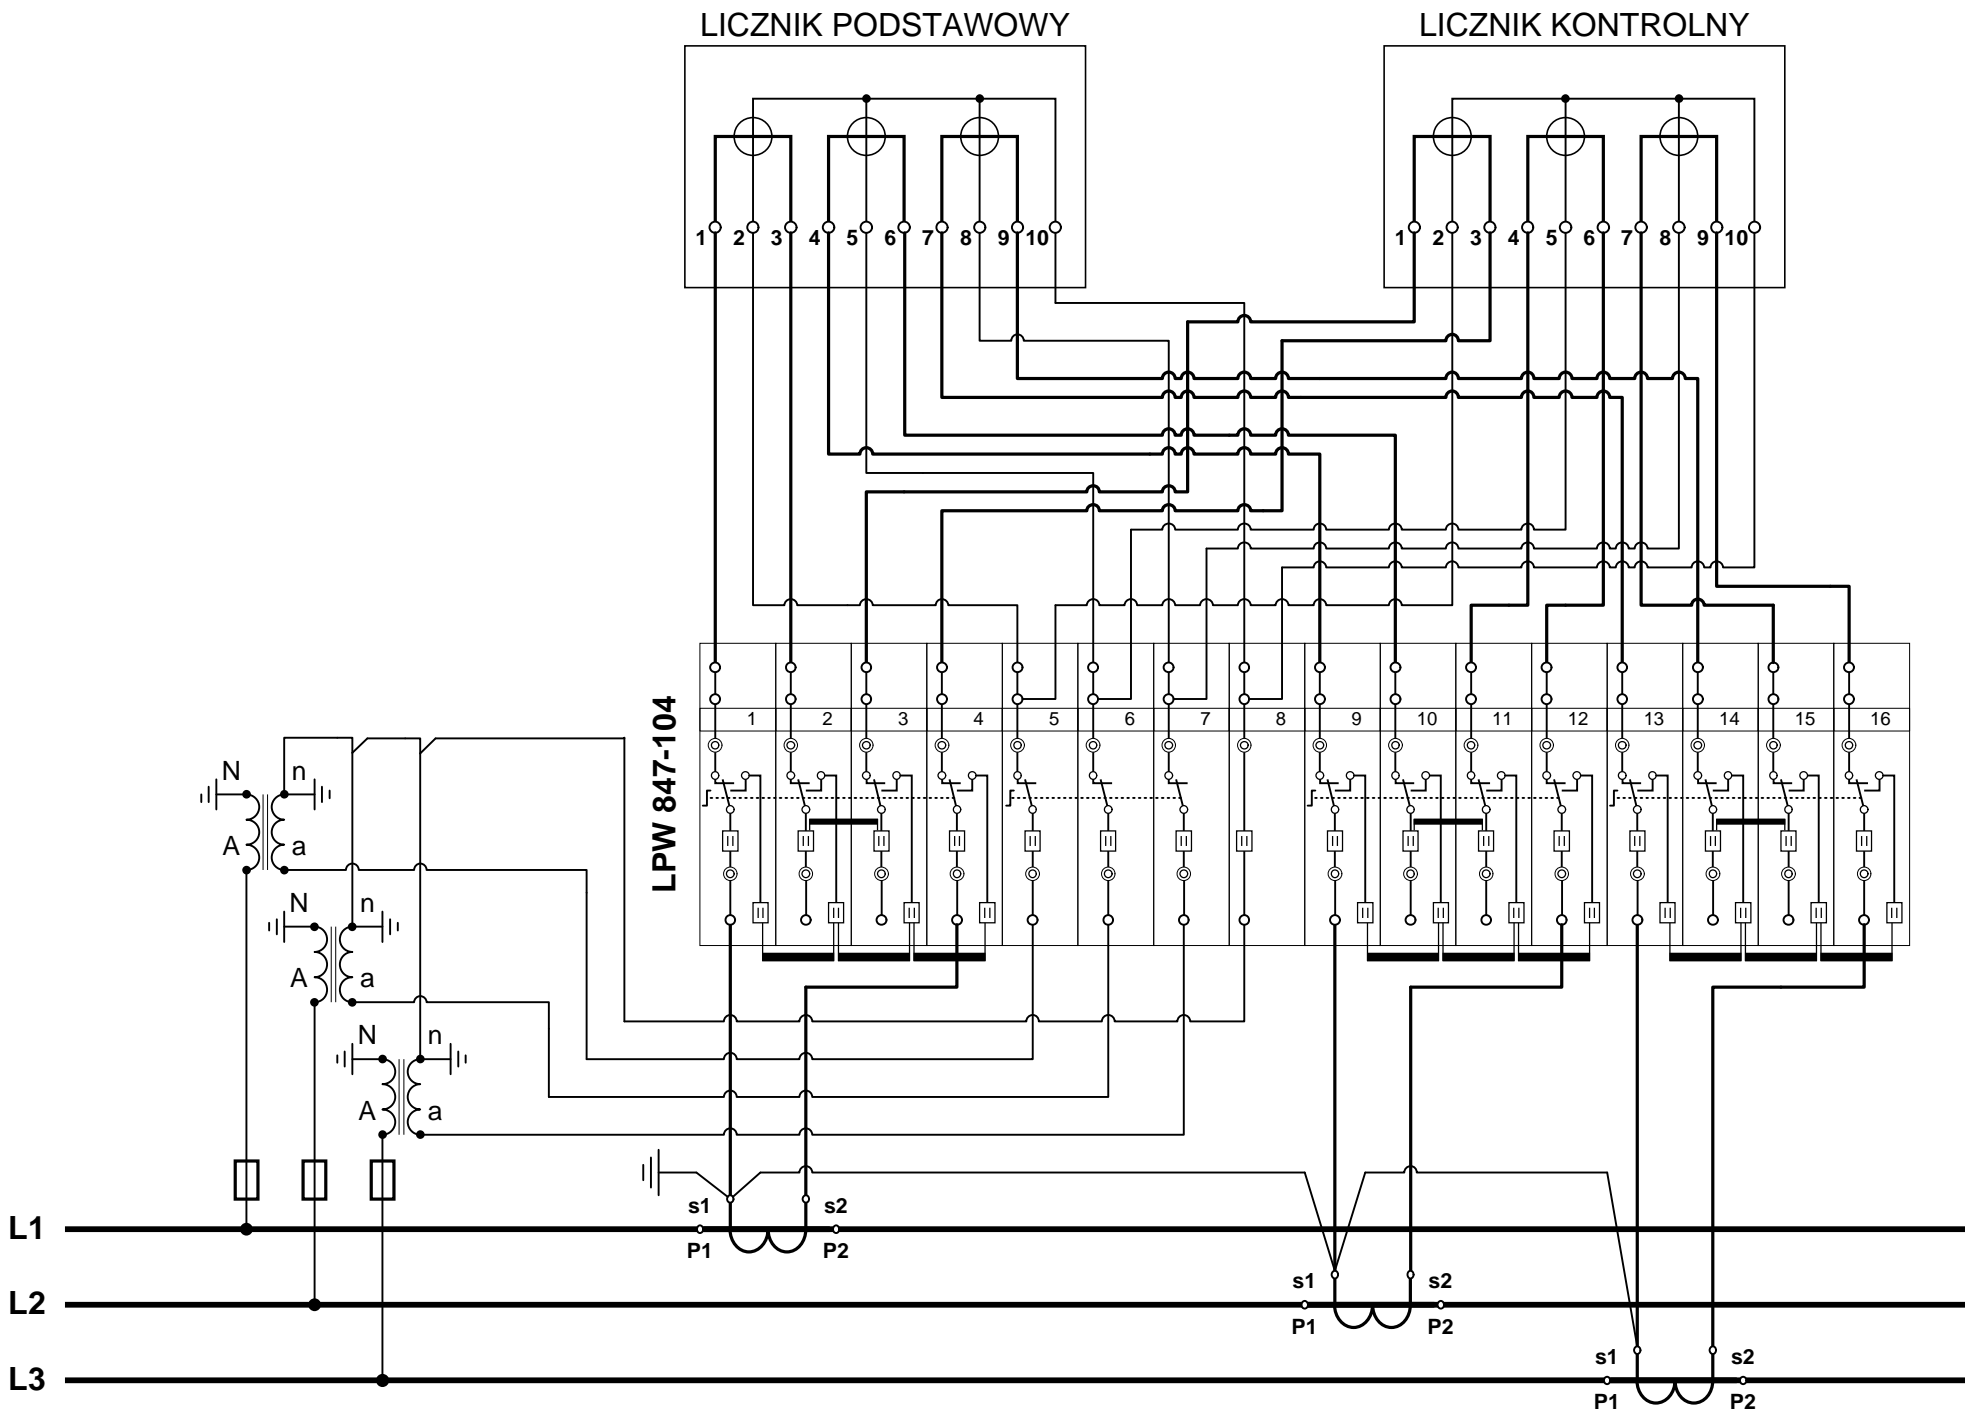 LICZNIK PODSTAWOWY LICZNIK KONTROLNY
1 2 3 4 5 6 7 8 9 10 1 2 3 4 5 6 7 8 9 10
LPW 847-104
1 2 3 4 5 6 7 8 9 10 11 12 13 14 15 16
N n
A a
N n
A a
N n
A a
s1 s2
L1
P1 P2
s1 s2
L2
P1 P2
s1 s2
L3
P1 P2